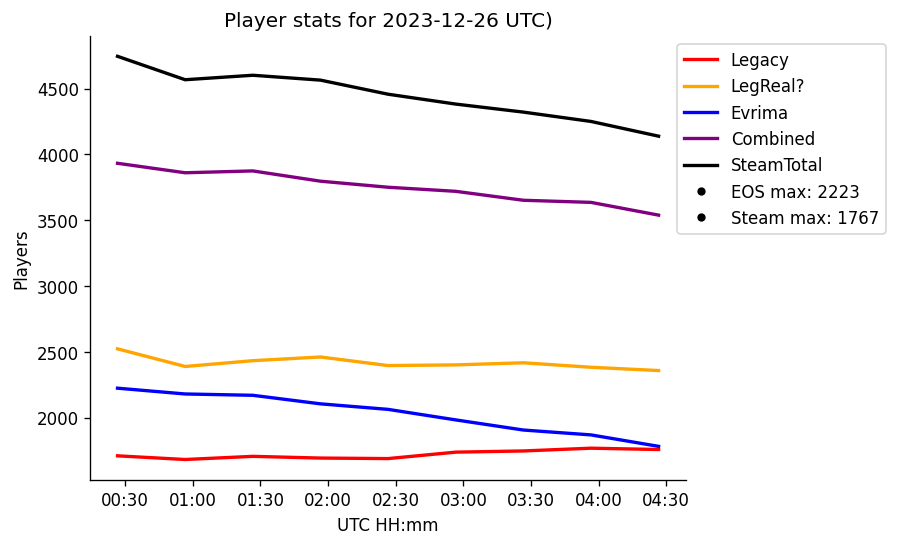 Player stats for 2023-12-26 UTC)
Legacy
LegReal?
Evrima
Combined
SteamTotal
EOS max: 2223
Steam max: 1767
Players
4500
4000
3500
3000
2500
2000
00:30 01:00 01:30 02:00 02:30 03:00 03:30 04:00 04:30
UTC HH:mm